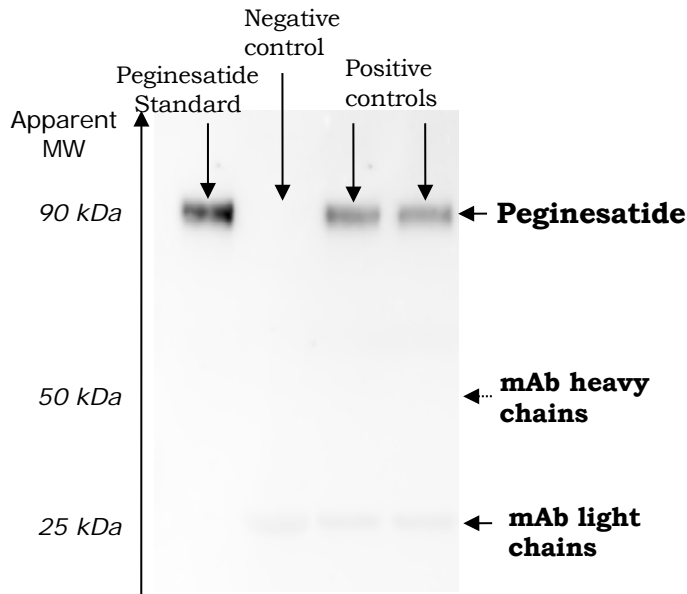 Negative
control
Peginesatide
Standard
Positive
controls
Apparent
MW
90 kDa
Peginesatide
50 kDa
mAb heavy
chains
25 kDa
mAb light
chains